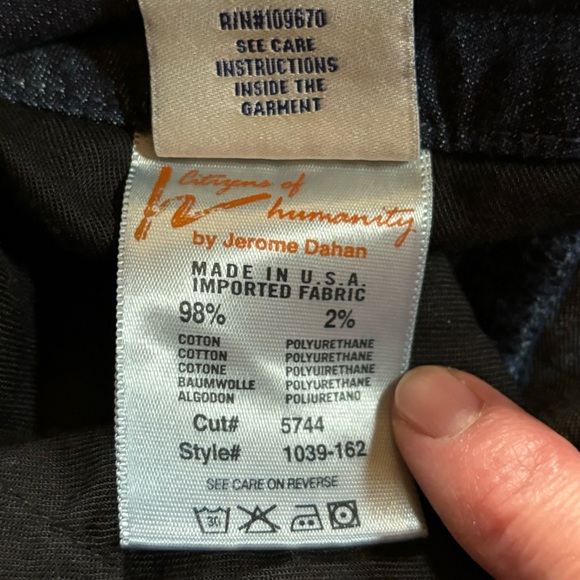 R/N#109670
SEE CARE
INSTRUCTIONS
INSIDE THE
GARMENT
Citizens of
humanity
by Jerome Dahan
MADE IN U.S.A.
IMPORTED FABRIC
98% 2%
COTON POLYURETHANE
COTTON POLYURETHANE
COTONE POLYUIRETHANE
BAUMWOLLE POLYURETHANE
ALGODON POLIURETANO
Cut# 5744
Style# 1039-162
SEE CARE ON REVERSE
30